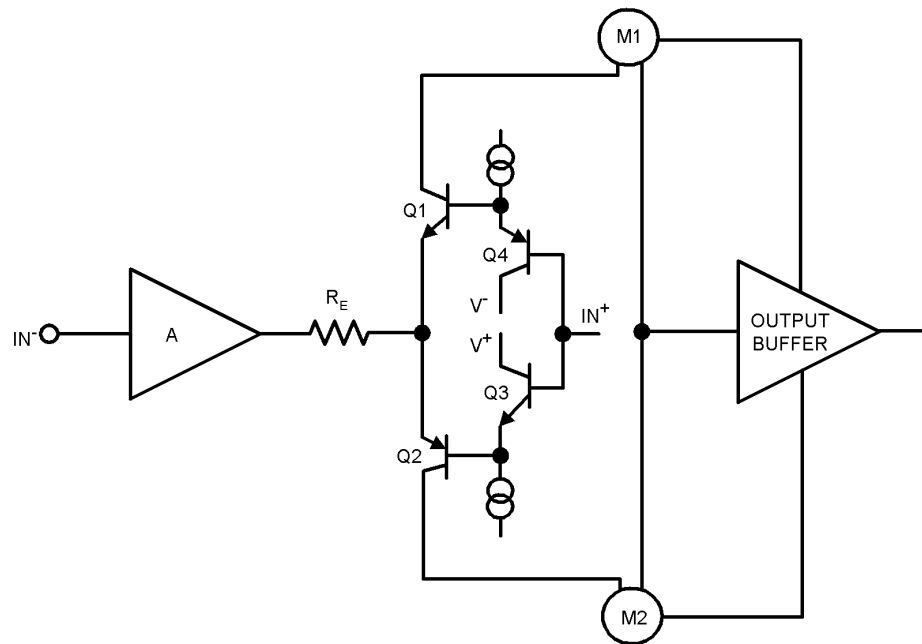 M1
Q1
Q4
R_E
V⁻
IN⁺
IN⁻
A
V⁺
OUTPUT
BUFFER
Q3
Q2
M2